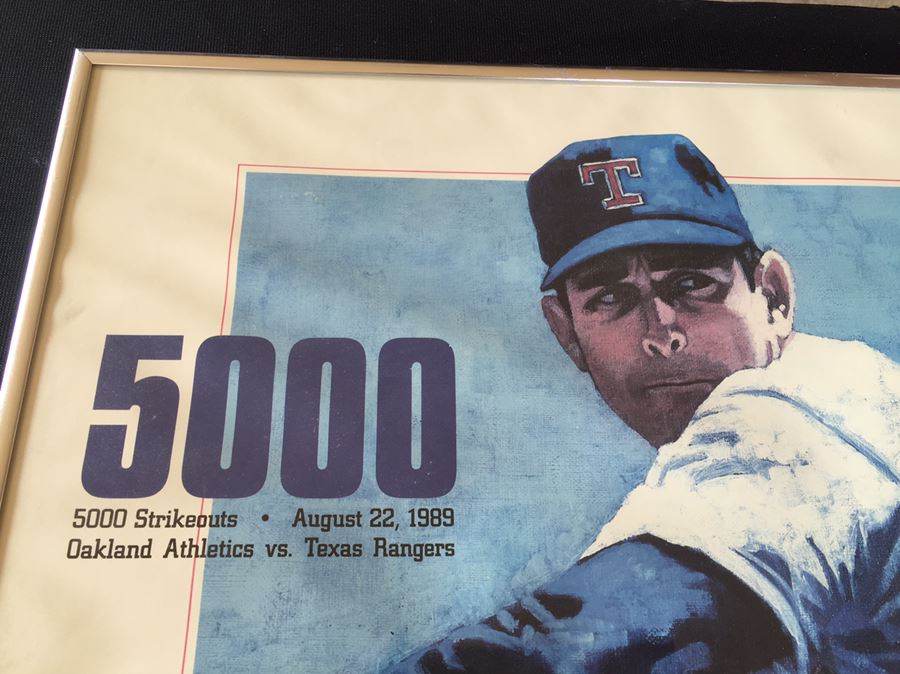 T
5000
5000 Strikeouts • August 22, 1989
Oakland Athletics vs. Texas Rangers